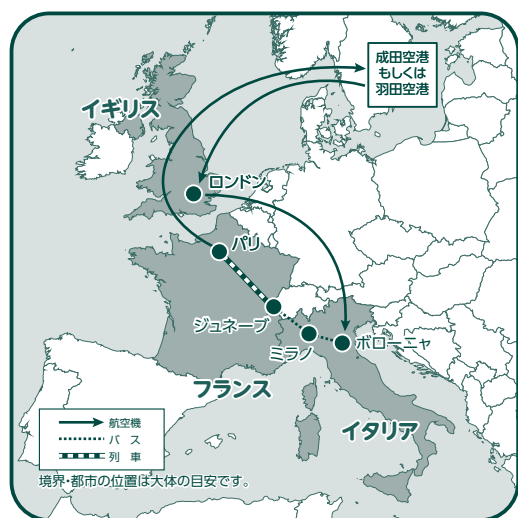 成田空港
もしくは
羽田空港
イギリス
ロンドン
パリ
ジュネーブ
ミラノ
ボローニャ
フランス
イタリア
航空機
バス
列車
境界・都市の位置は大体の目安です。